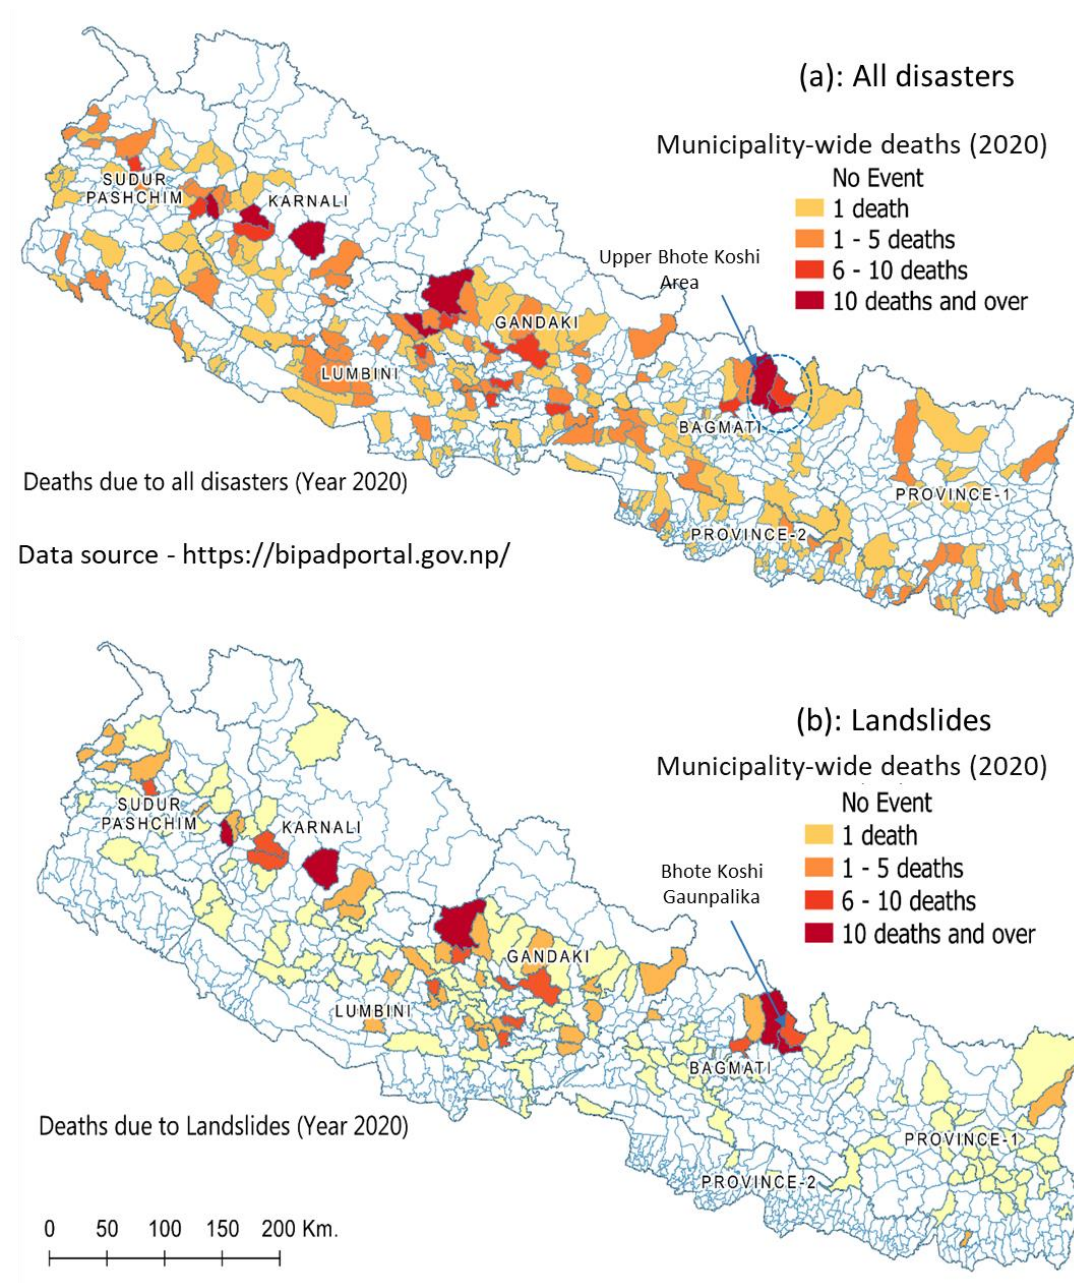 (a): All disasters
Municipality-wide deaths (2020)
No Event
1 death
1 - 5 deaths
6 - 10 deaths
10 deaths and over
Upper Bhote Koshi
Area
SUDUR
PASHCHIM
KARNALI
GANDAKI
LUMBINI
BAGMATI
PROVINCE-1
PROVINCE-2
Deaths due to all disasters (Year 2020)
Data source - https://bipadportal.gov.np/
(b): Landslides
Municipality-wide deaths (2020)
No Event
1 death
1 - 5 deaths
6 - 10 deaths
10 deaths and over
Bhote Koshi
Gaunpalika
SUDUR
PASHCHIM
KARNALI
GANDAKI
LUMBINI
BAGMATI
PROVINCE-1
PROVINCE-2
Deaths due to Landslides (Year 2020)
0 50 100 150 200 Km.